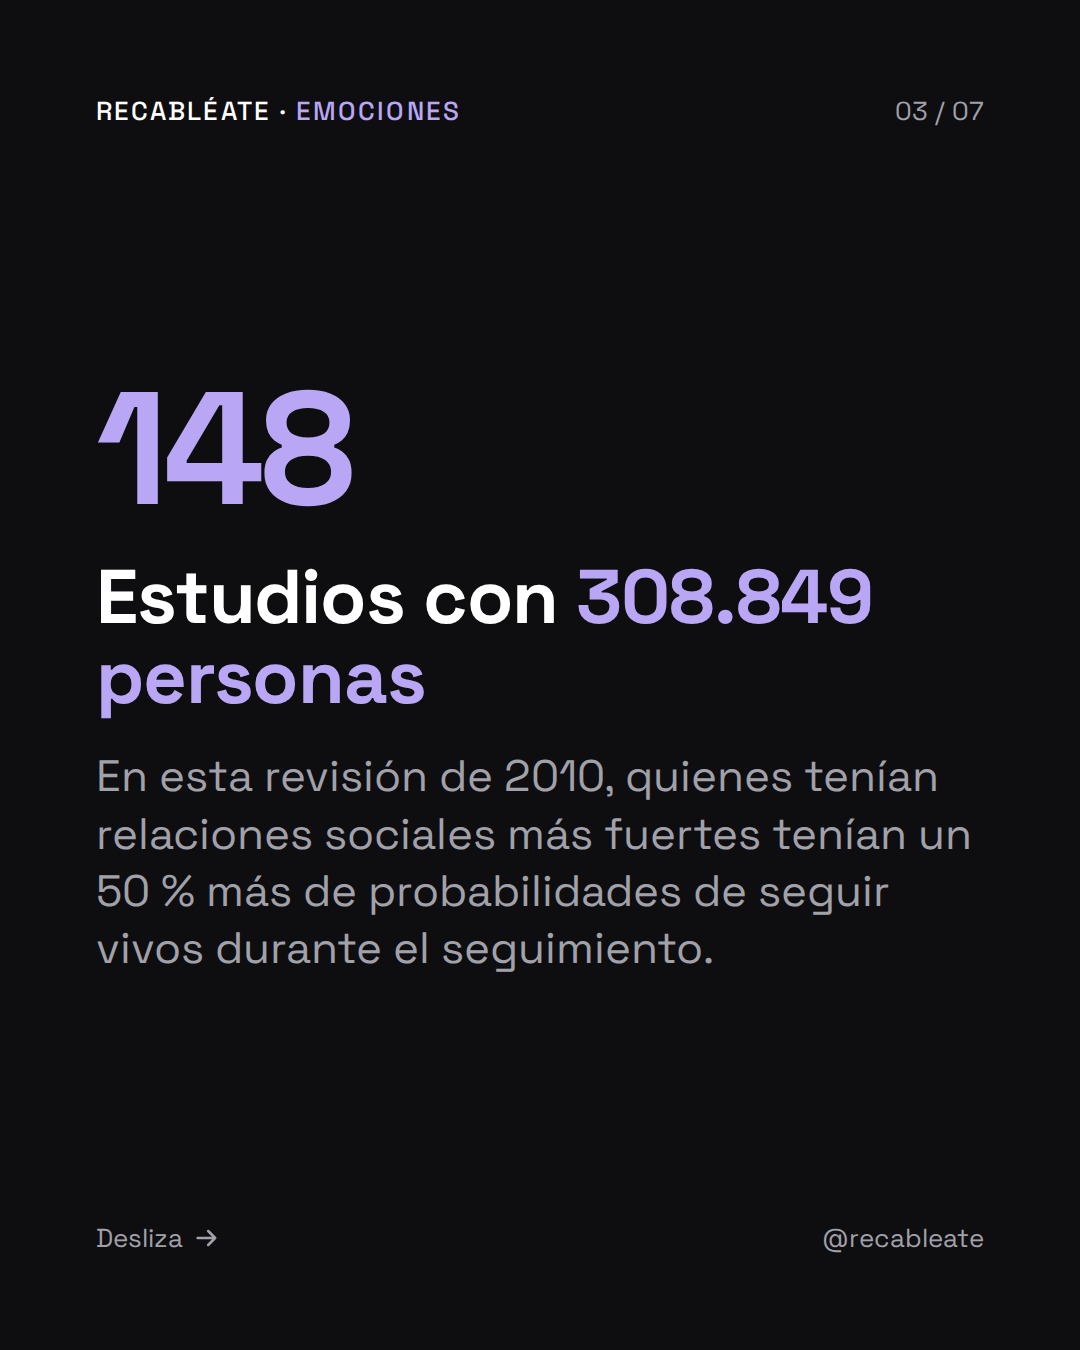 RECABLÉATE · EMOCIONES
03 / 07
148
Estudios con 308.849
personas
En esta revisión de 2010, quienes tenían
relaciones sociales más fuertes tenían un
50 % más de probabilidades de seguir
vivos durante el seguimiento.
Desliza →
@recableate